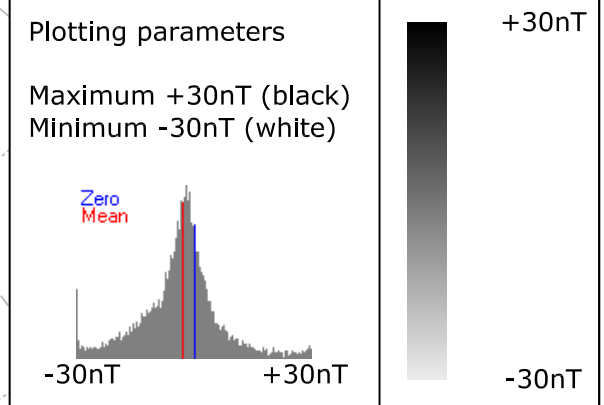 Plotting parameters
Maximum +30nT (black)
Minimum -30nT (white)
Zero
Mean
-30nT +30nT
+30nT
-30nT